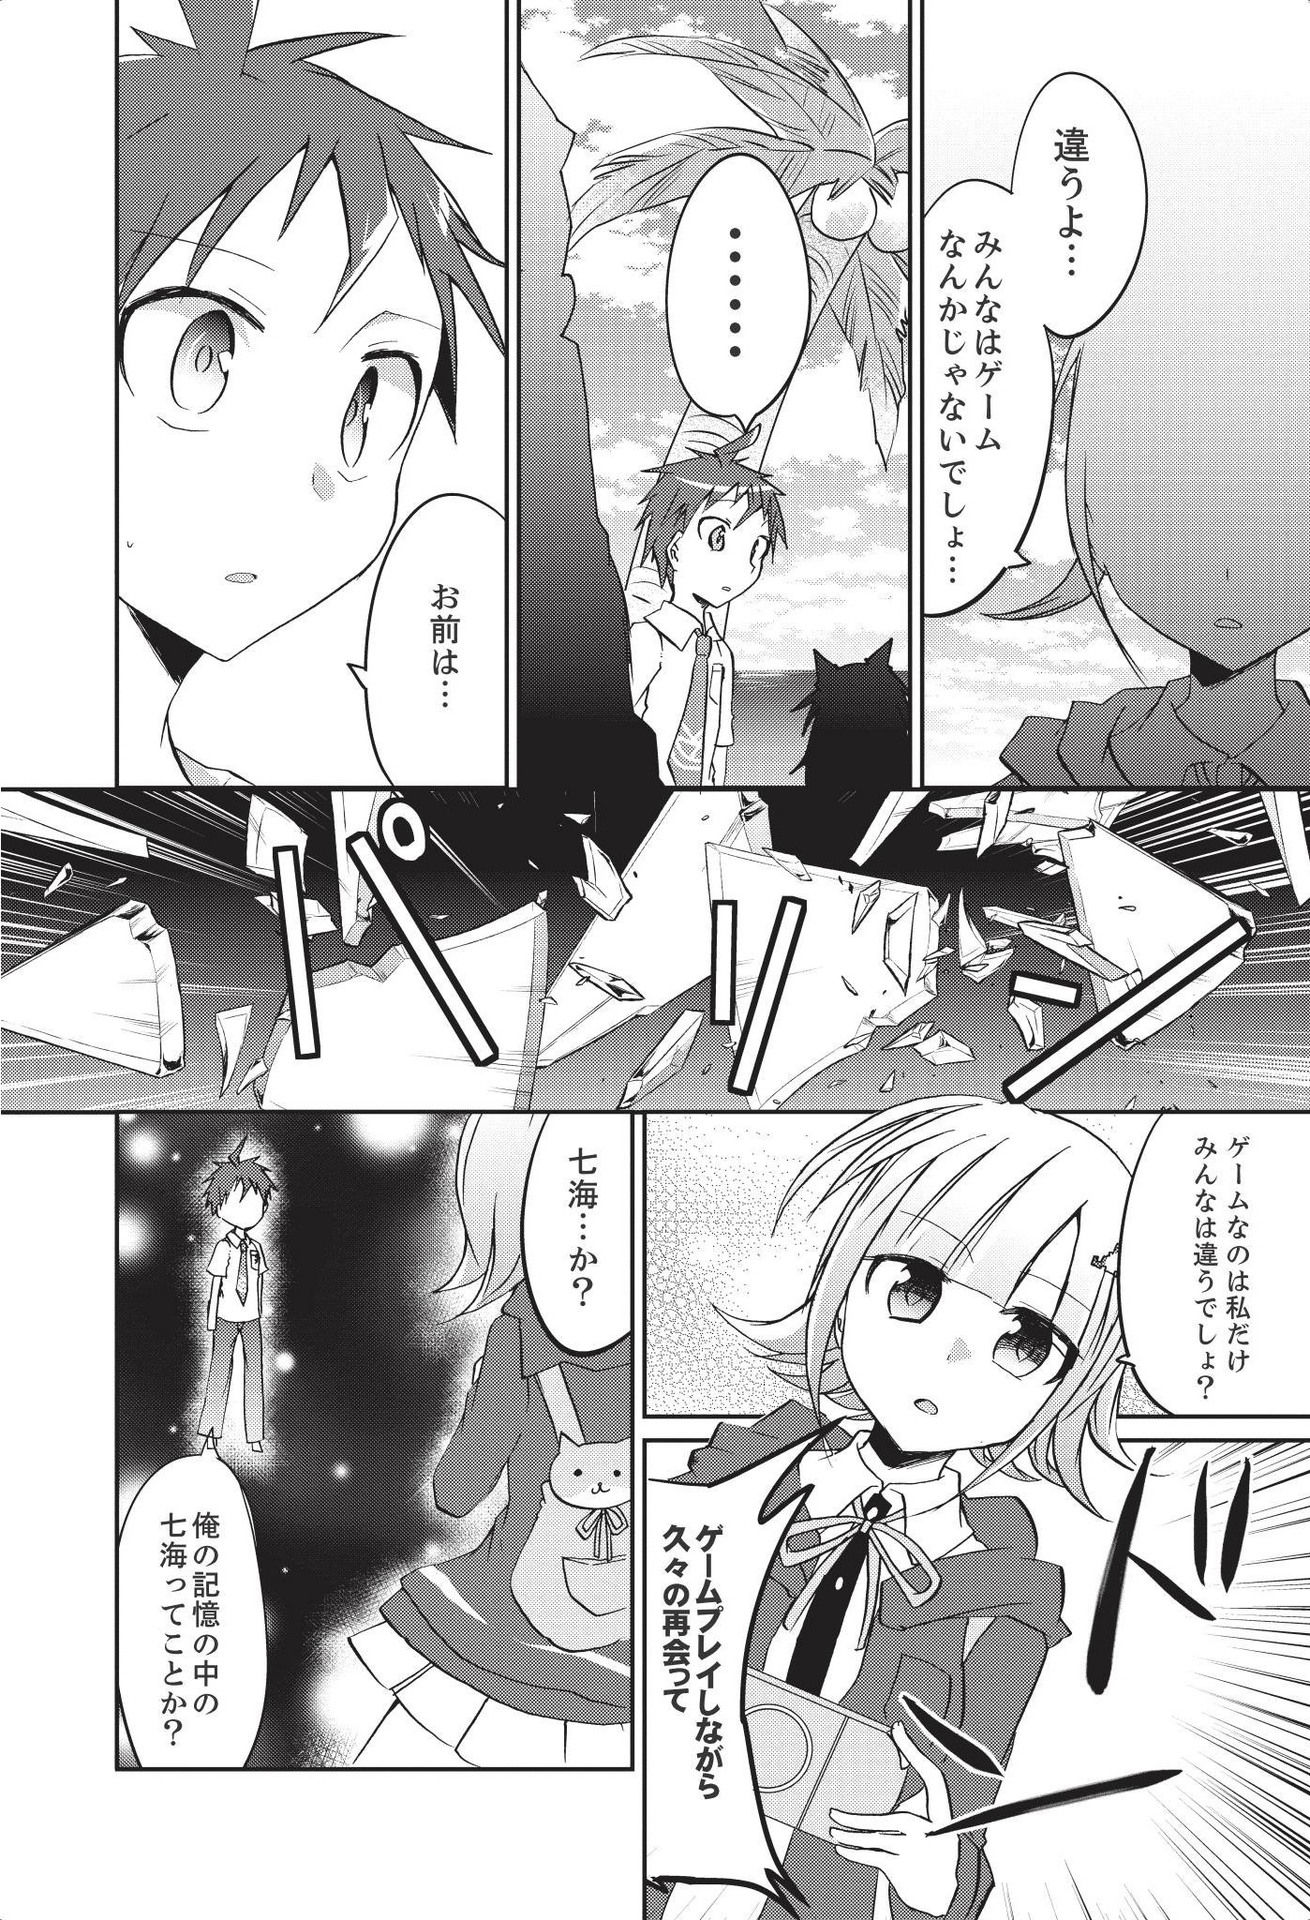 違うよ…
みんなはゲーム
なんかじゃないでしょ…
・・・・・・・
お前は…
パリーン
ゲームなのは私だけ
みんなは違うでしょ？
ゲームプレイしながら
久々の再会って
七海…か？
俺の記憶の中の
七海ってことか？